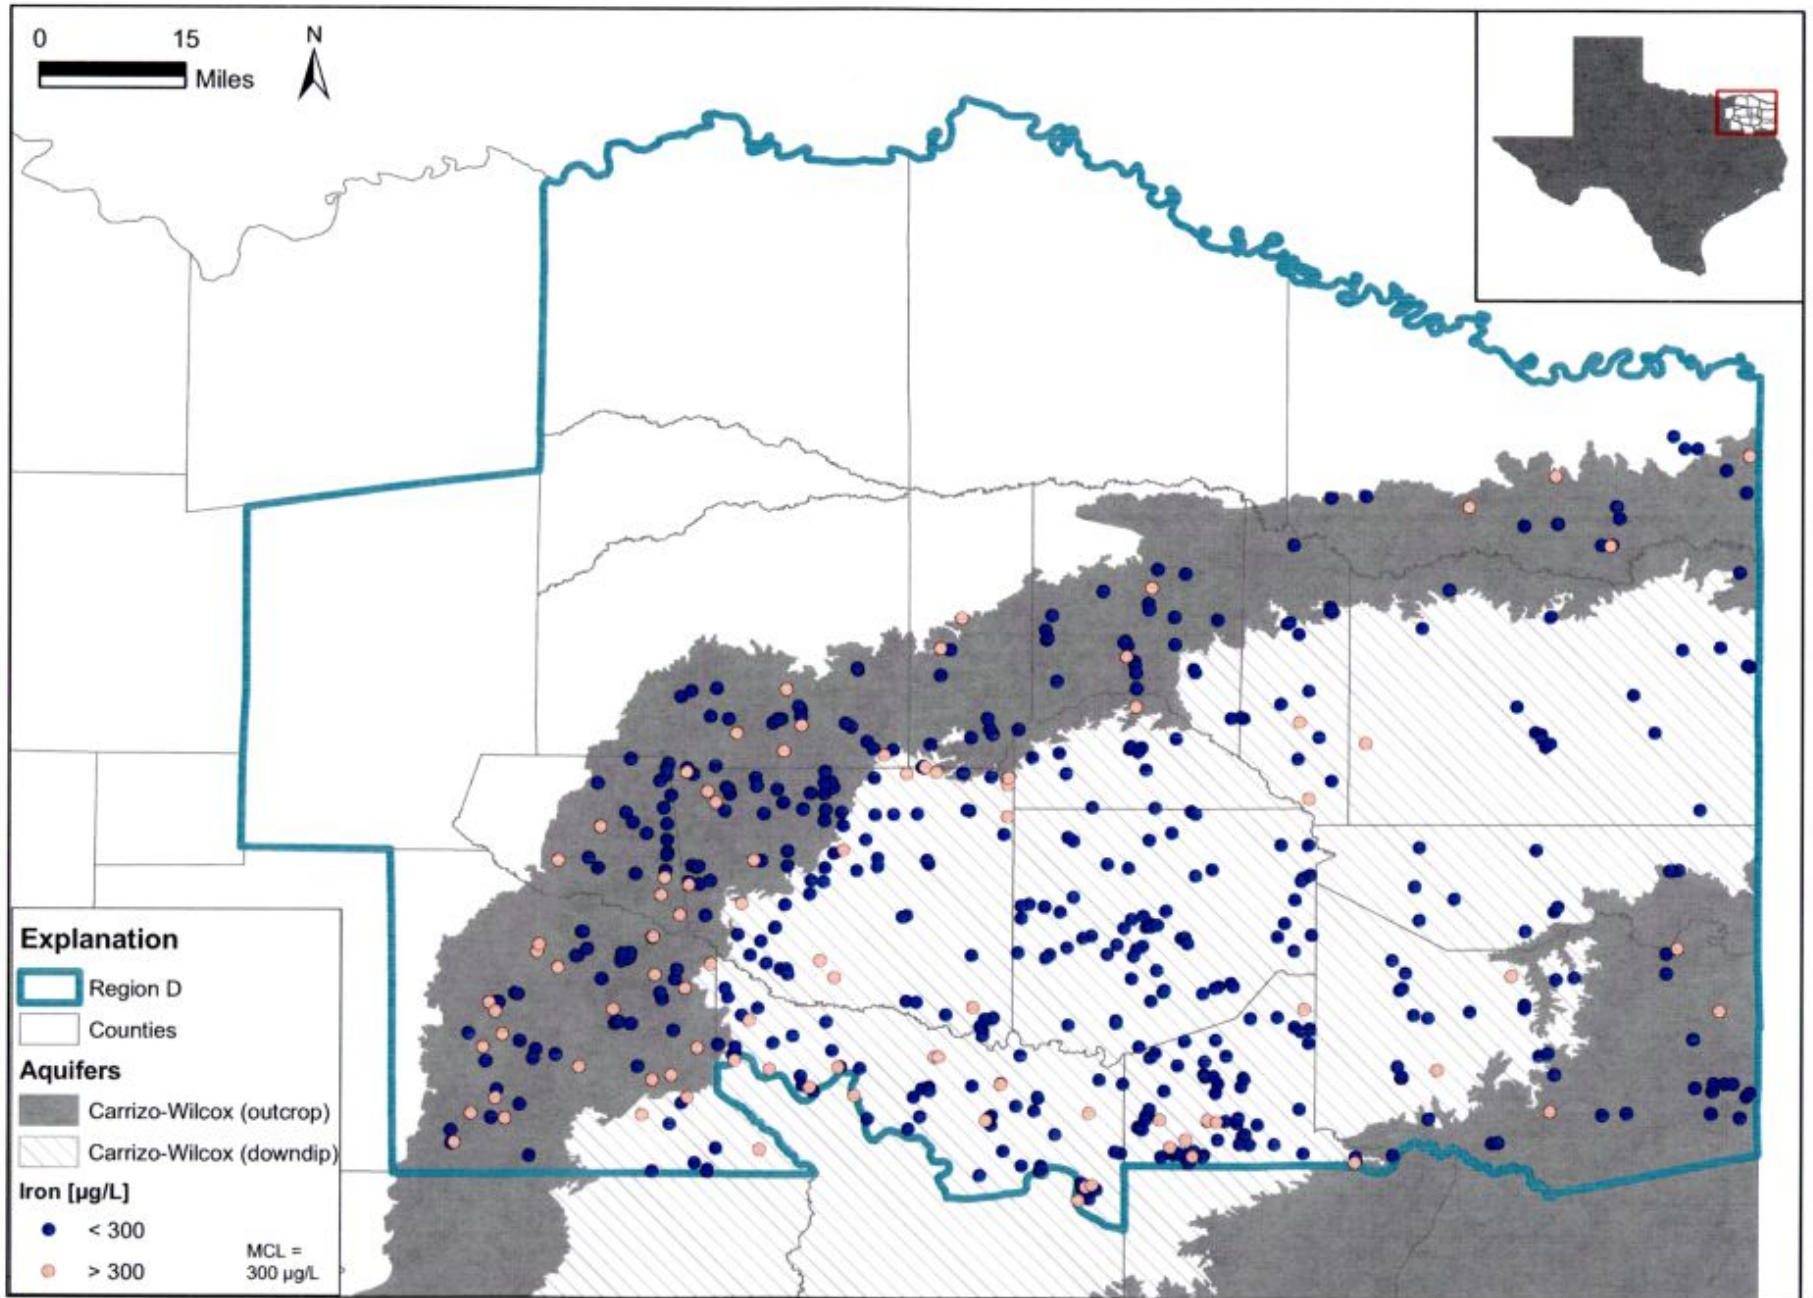 0 15
Miles
N
Explanation
Region D
Counties
Aquifers
Carrizo-Wilcox (outcrop)
Carrizo-Wilcox (downdip)
Iron [µg/L]
< 300
> 300
MCL =
300 µg/L